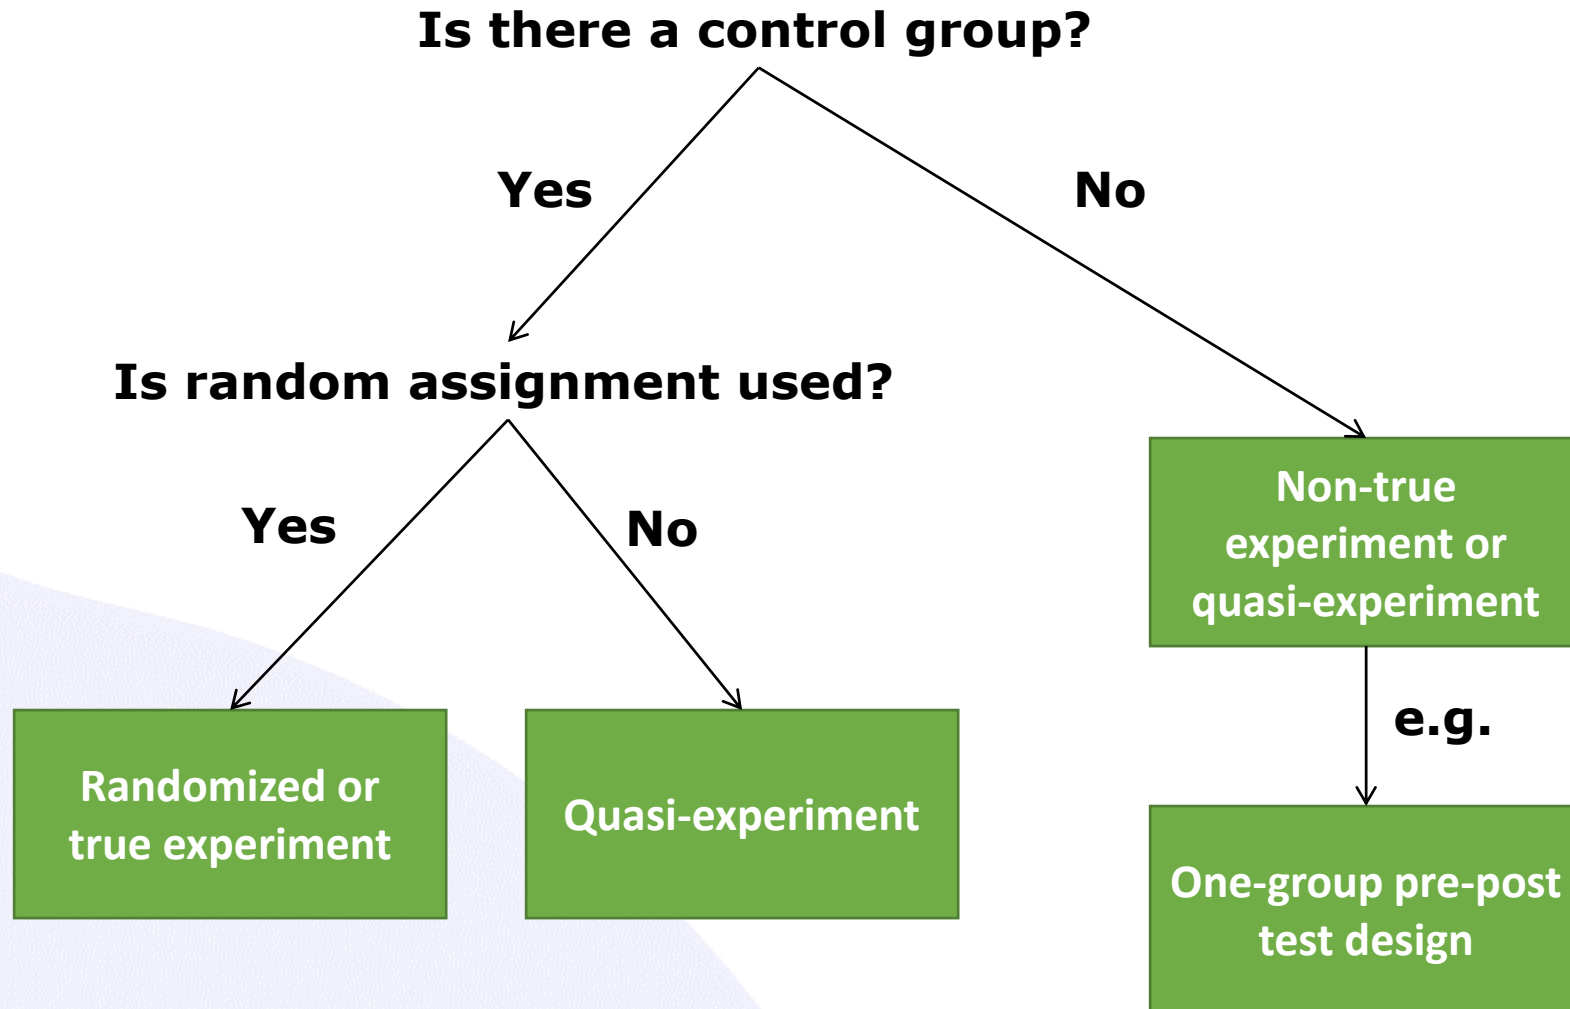 Is there a control group?
Yes
No
Is random assignment used?
Yes
No
Non-true
experiment or
quasi-experiment
e.g.
Randomized or
true experiment
Quasi-experiment
One-group pre-post
test design